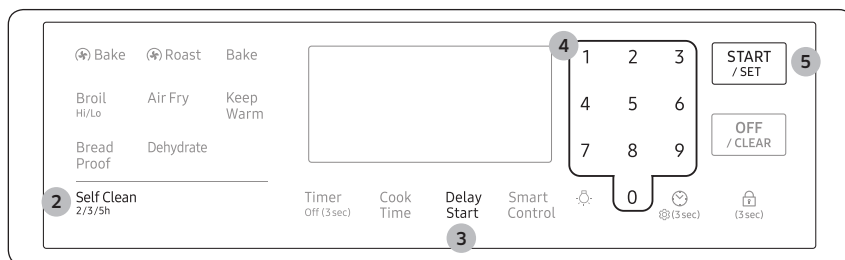 Bake Roast Bake
4 1 2 3 START
/ SET 5
Broil
Hi/Lo Air Fry Keep
Warm
4 5 6
OFF
/ CLEAR
Bread
Proof Dehydrate
7 8 9
2 Self Clean
2/3/5h
Timer
Off (3 sec)
Cook
Time
Delay
Start
3
Smart
Control
0
(3 sec)
(3 sec)